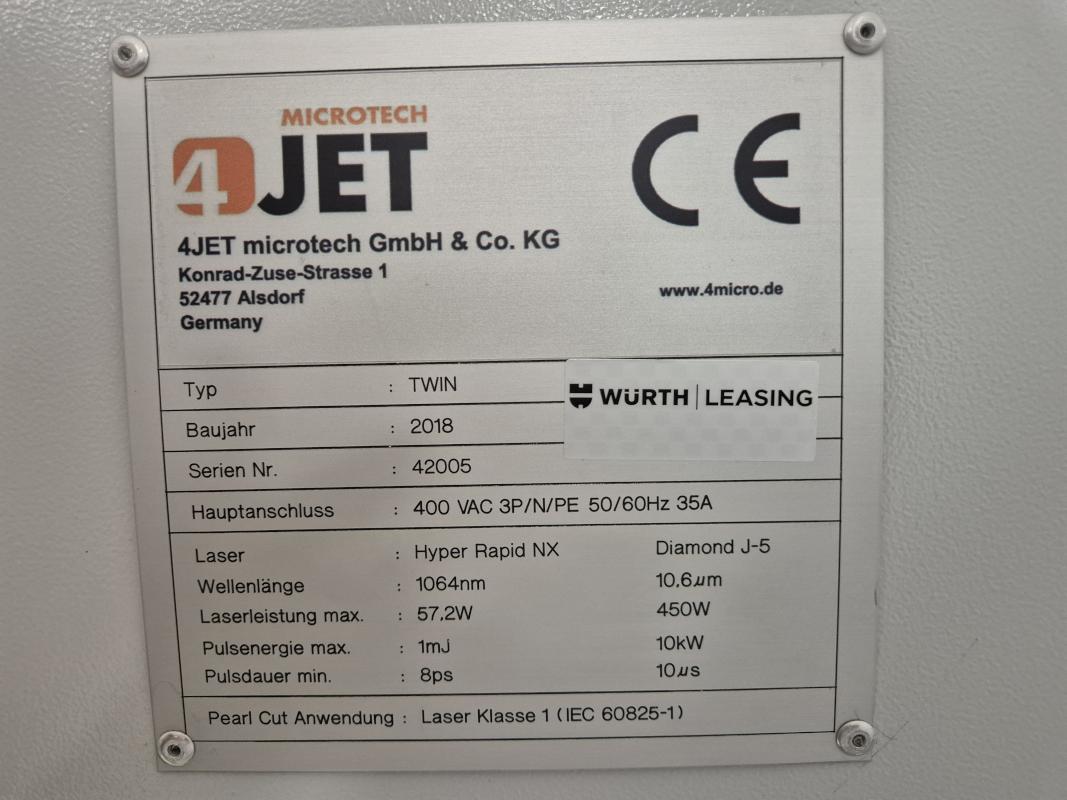 MICROTECH
4JET
CE
4JET microtech GmbH & Co. KG
Konrad-Zuse-Strasse 1
52477 Alsdorf
Germany
www.4micro.de
Typ : TWIN
WÜRTH | LEASING
Baujahr : 2018
Serien Nr. : 42005
Hauptanschluss : 400 VAC 3P/N/PE 50/60Hz 35A
Laser : Hyper Rapid NX Diamond J-5
Wellenlänge : 1064nm 10,6µm
Laserleistung max. : 57,2W 450W
Pulsenergie max. : 1mJ 10kW
Pulsdauer min. : 8ps 10µs
Pearl Cut Anwendung : Laser Klasse 1 (IEC 60825-1)